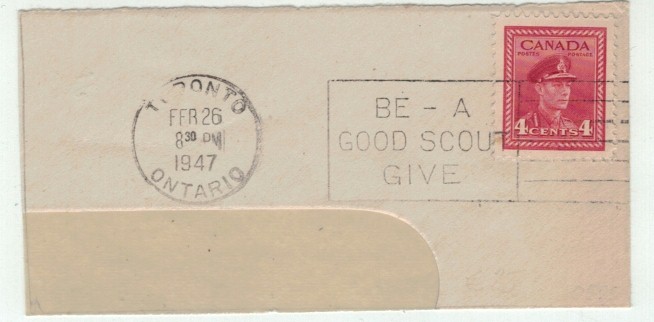 TORONTO
FEB 26
8 30 PM
1947
ONTARIO
BE - A
GOOD SCOUT
GIVE
CANADA
POSTES POSTAGE
4 CENTS 4